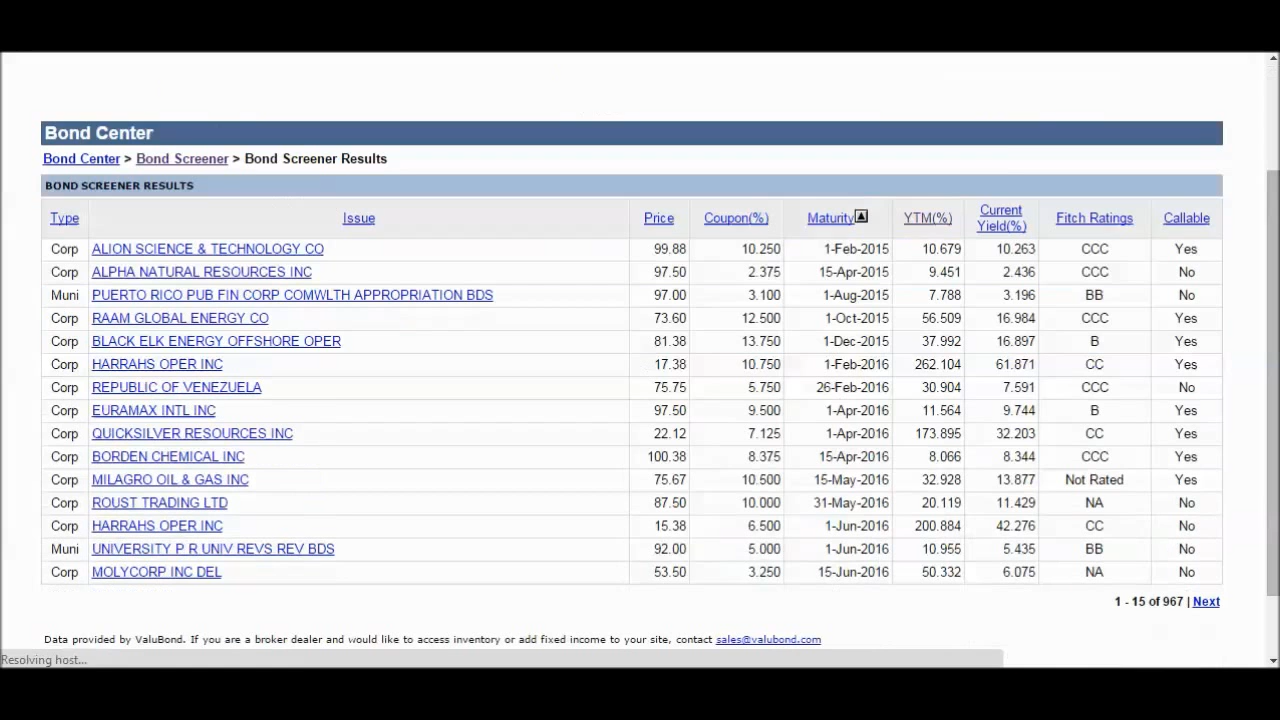 Bond Center
Bond Center > Bond Screener > Bond Screener Results
BOND SCREENER RESULTS
Type Issue Price Coupon(%) Maturity YTM(%) Current Yield(%) Fitch Ratings Callable
Corp ALION SCIENCE & TECHNOLOGY CO 99.88 10.250 1-Feb-2015 10.679 10.263 CCC Yes
Corp ALPHA NATURAL RESOURCES INC 97.50 2.375 15-Apr-2015 9.451 2.436 CCC No
Muni PUERTO RICO PUB FIN CORP COMWLTH APPROPRIATION BDS 97.00 3.100 1-Aug-2015 7.788 3.196 BB No
Corp RAAM GLOBAL ENERGY CO 73.60 12.500 1-Oct-2015 56.509 16.984 CCC Yes
Corp BLACK ELK ENERGY OFFSHORE OPER 81.38 13.750 1-Dec-2015 37.992 16.897 B Yes
Corp HARRAHS OPER INC 17.38 10.750 1-Feb-2016 262.104 61.871 CC Yes
Corp REPUBLIC OF VENEZUELA 75.75 5.750 26-Feb-2016 30.904 7.591 CCC No
Corp EURAMAX INTL INC 97.50 9.500 1-Apr-2016 11.564 9.744 B Yes
Corp QUICKSILVER RESOURCES INC 22.12 7.125 1-Apr-2016 173.895 32.203 CC Yes
Corp BORDEN CHEMICAL INC 100.38 8.375 15-Apr-2016 8.066 8.344 CCC Yes
Corp MILAGRO OIL & GAS INC 75.67 10.500 15-May-2016 32.928 13.877 Not Rated Yes
Corp ROUST TRADING LTD 87.50 10.000 31-May-2016 20.119 11.429 NA No
Corp HARRAHS OPER INC 15.38 6.500 1-Jun-2016 200.884 42.276 CC No
Muni UNIVERSITY P R UNIV REVS REV BDS 92.00 5.000 1-Jun-2016 10.955 5.435 BB No
Corp MOLYCORP INC DEL 53.50 3.250 15-Jun-2016 50.332 6.075 NA No
1 - 15 of 967 | Next
Data provided by ValuBond. If you are a broker dealer and would like to access inventory or add fixed income to your site, contact sales@valubond.com
Resolving host...